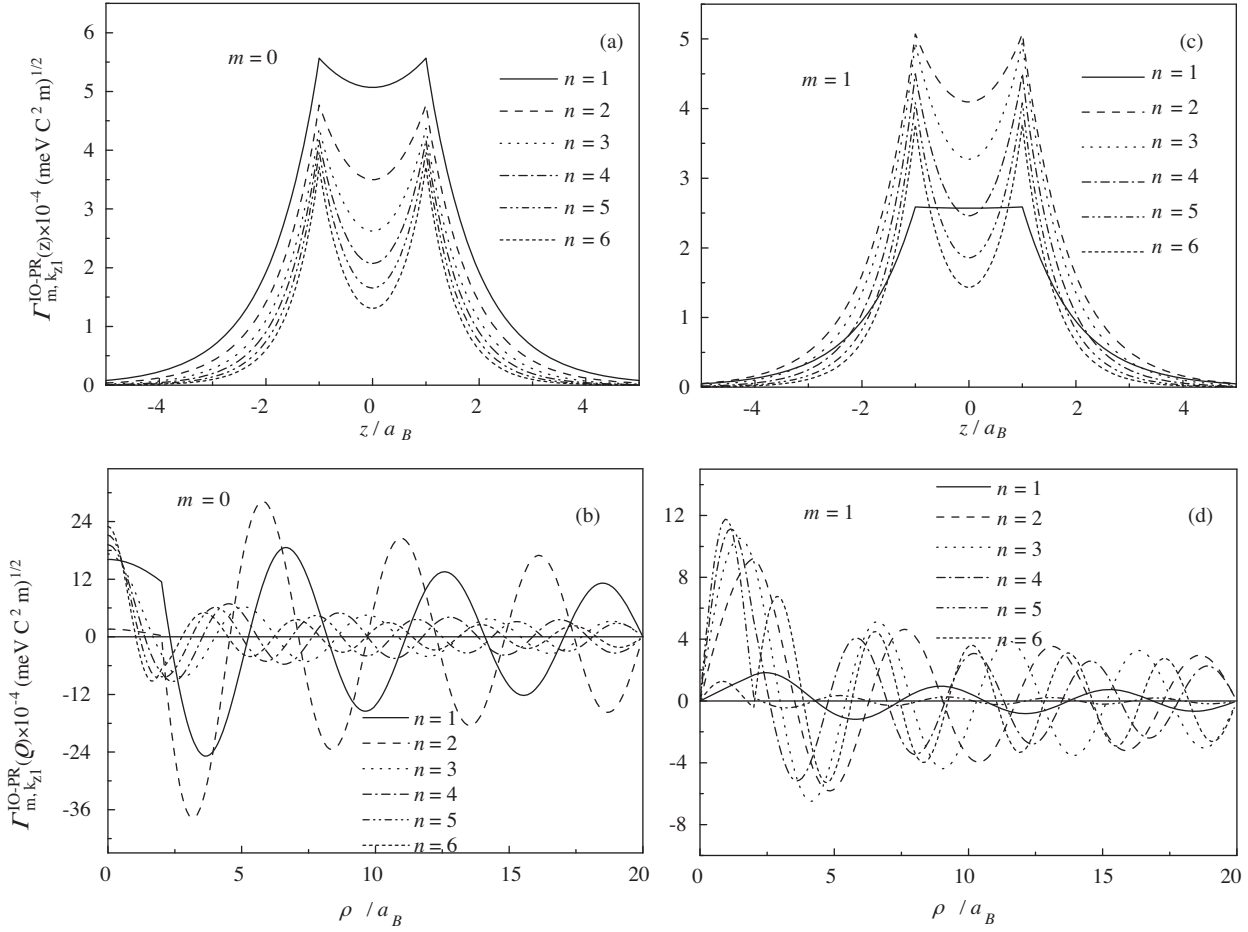 (a)
m = 0
n = 1
n = 2
n = 3
n = 4
n = 5
n = 6
6
5
4
3
2
1
0
-4
-2
0
2
4
z / a_B
Γ^{IO-PR}_{m, k_{z1}}(z)×10^{-4} (meV C^2 m)^{1/2}
(c)
m = 1
n = 1
n = 2
n = 3
n = 4
n = 5
n = 6
5
4
3
2
1
0
-4
-2
0
2
4
z / a_B
(b)
m = 0
24
12
0
-12
-24
-36
n = 1
n = 2
n = 3
n = 4
n = 5
n = 6
0
5
10
15
20
ρ / a_B
Γ^{IO-PR}_{m, k_{z1}}(Q)×10^{-4} (meV C^2 m)^{1/2}
(d)
m = 1
n = 1
n = 2
n = 3
n = 4
n = 5
n = 6
12
8
4
0
-4
-8
0
5
10
15
20
ρ / a_B